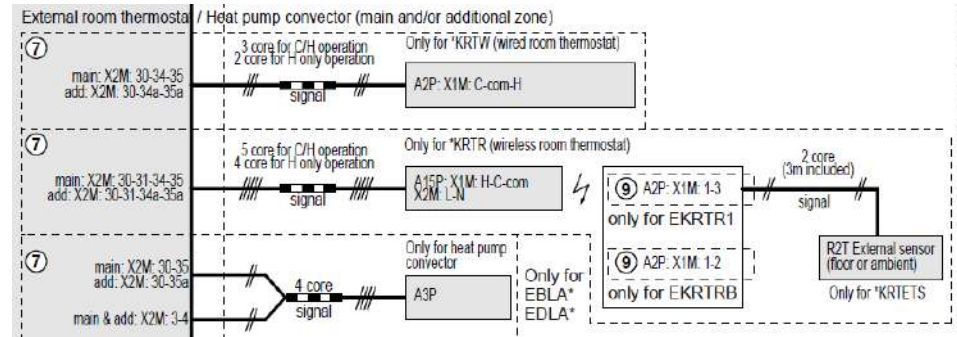 External room thermostat / Heat pump convector (main and/or additional zone)
7
3 core for C/H operation
2 core for H only operation
Only for *KRTW (wired room thermostat)
main: X2M: 30-34-35
add: X2M: 30-34a-35a
signal
A2P: X1M: C-com-H
7
5 core for C/H operation
4 core for H only operation
Only for *KRTR (wireless room thermostat)
main: X2M: 30-31-34-35
add: X2M: 30-31-34a-35a
signal
A15P: X1M: H-C-com
X2M: L-N
9 A2P: X1M: 1-3
only for EKRTR1
9 A2P: X1M: 1-2
only for EKRTRB
2 core
(3m included)
signal
R2T External sensor
(floor or ambient)
Only for *KRTETS
7
main: X2M: 30-35
add: X2M: 30-35a
main & add: X2M: 3-4
4 core
signal
Only for heat pump
convector
A3P
Only for
EBLA*
EDLA*